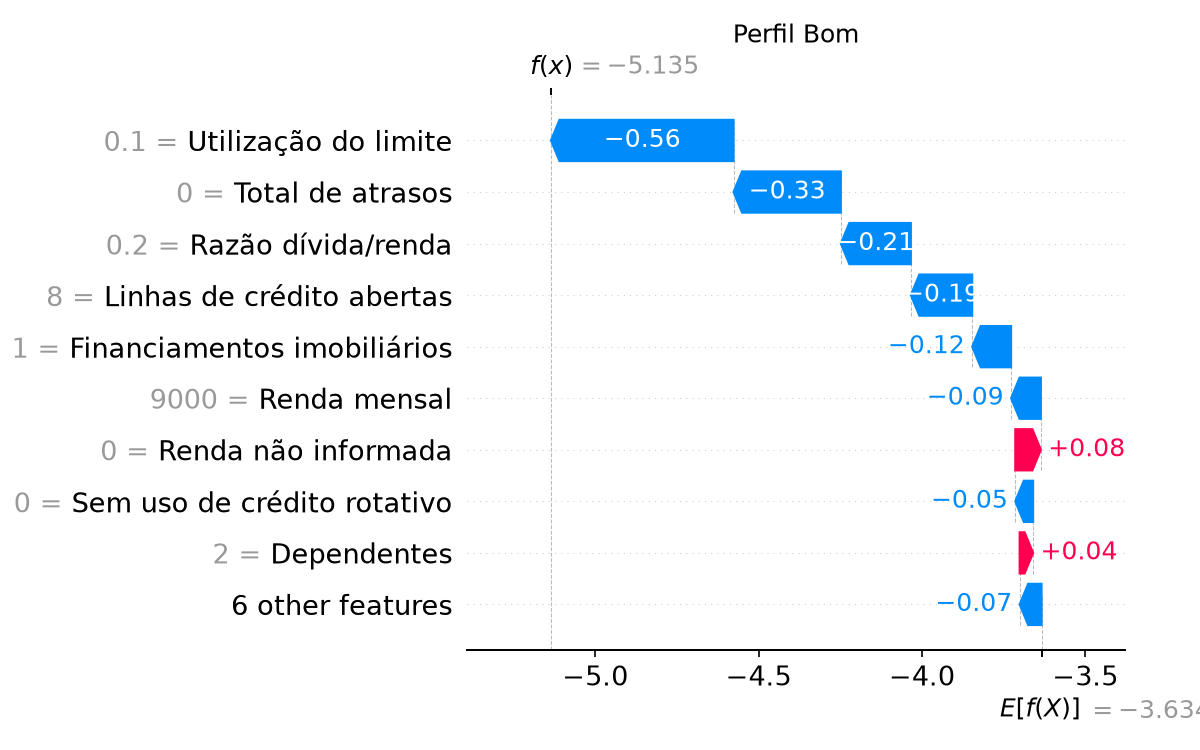 Perfil Bom
f(x) = −5.135
0.1 = Utilização do limite −0.56
0 = Total de atrasos −0.33
0.2 = Razão dívida/renda −0.21
8 = Linhas de crédito abertas −0.19
1 = Financiamentos imobiliários −0.12
9000 = Renda mensal −0.09
0 = Renda não informada +0.08
0 = Sem uso de crédito rotativo −0.05
2 = Dependentes +0.04
6 other features −0.07
−5.0 −4.5 −4.0 −3.5
E[f(X)] = −3.634